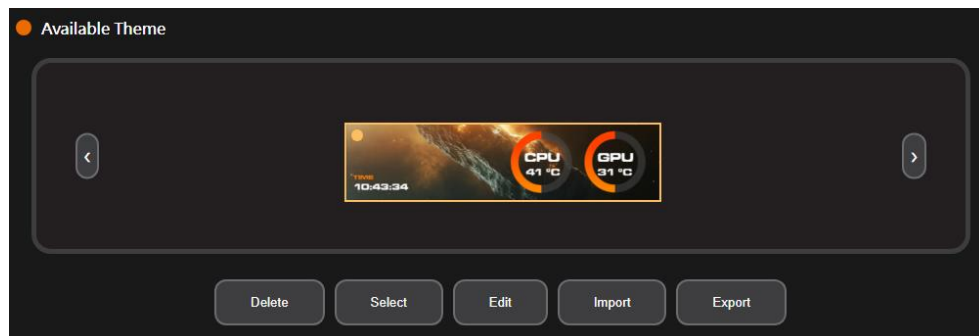 Available Theme
‹
CPU
41 °C
GPU
31 °C
›
TIME
10:43:34
Delete
Select
Edit
Import
Export